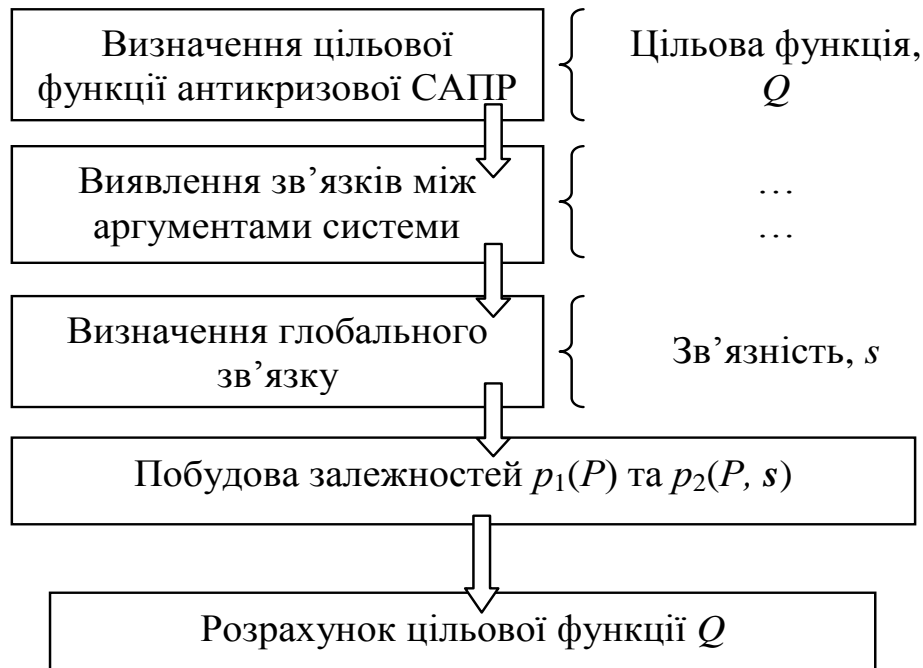 Визначення цільової
функції антикризової САПР
Цільова функція,
Q
Виявлення зв’язків між
аргументами системи
…
…
Визначення глобального
зв’язку
Зв’язність, s
Побудова залежностей p₁(P) та p₂(P, s)
Розрахунок цільової функції Q